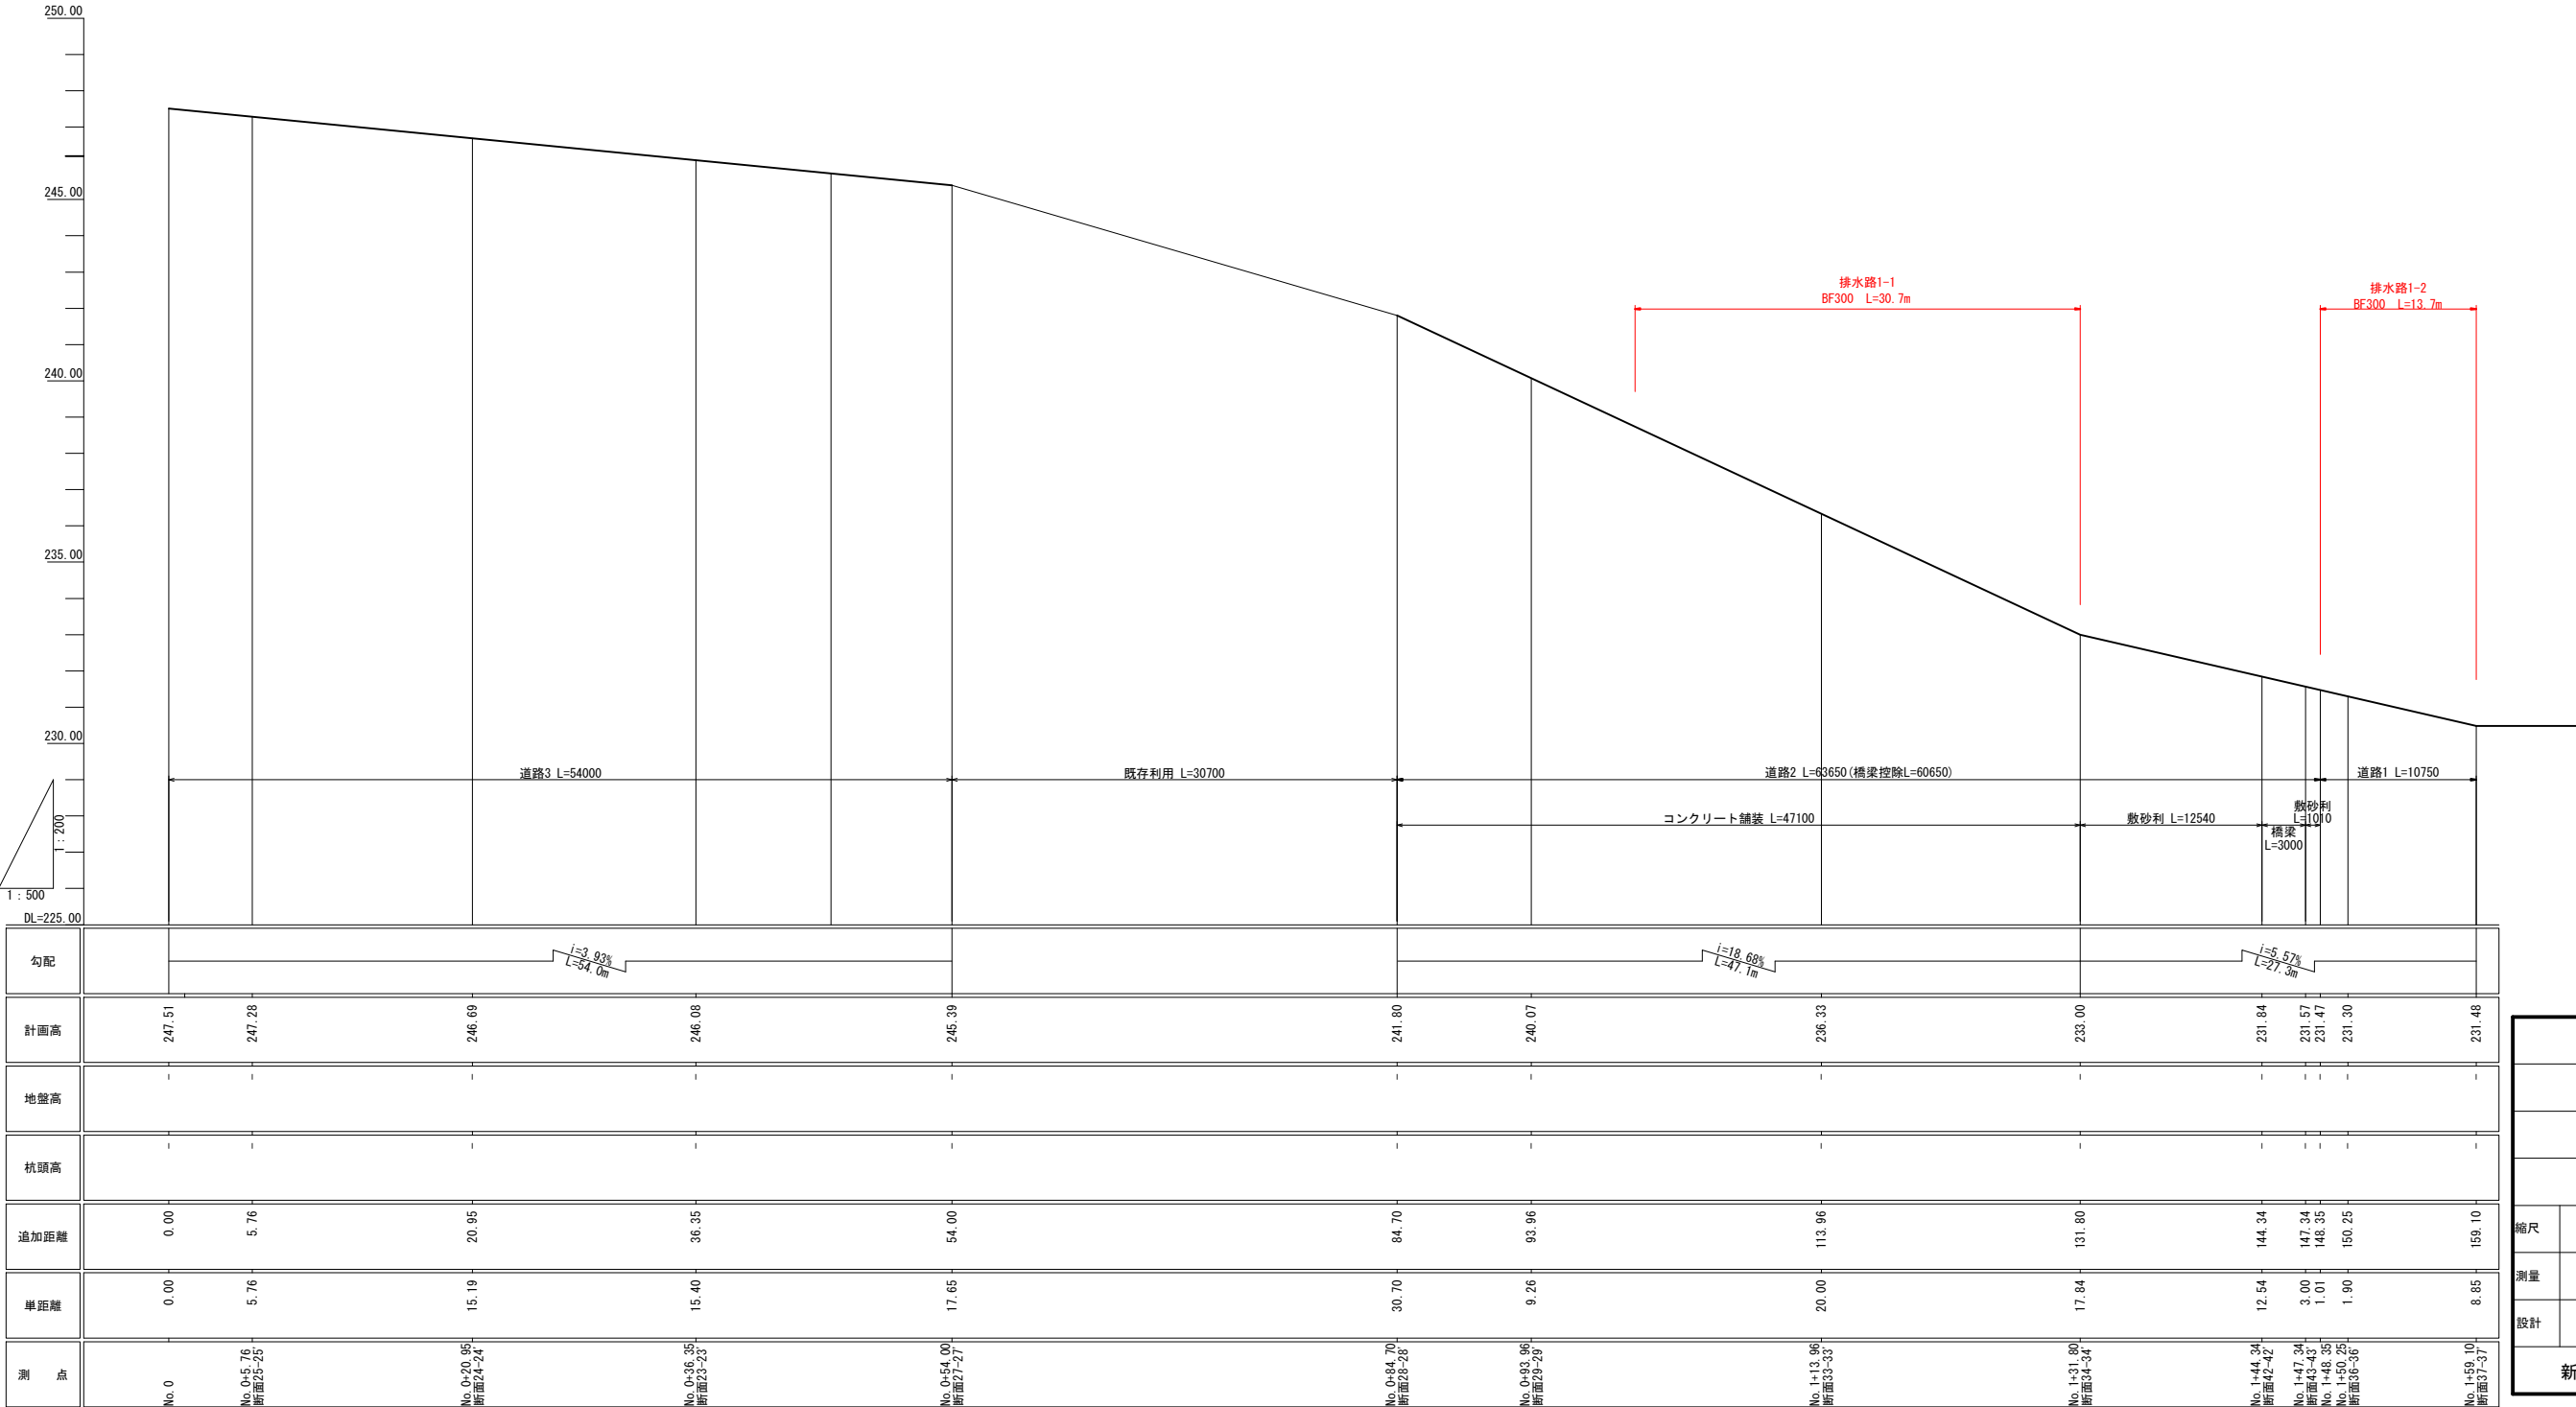 250.00
245.00
240.00
235.00
230.00
DL=225.00
1：200
1：500
排水路1-1
BF300 L=30.7m
排水路1-2
BF300 L=13.7m
道路3 L=54000
既存利用 L=30700
道路2 L=63650(橋梁控除L=60650)
道路1 L=10750
コンクリート舗装 L=47100
敷砂利 L=12540
橋梁
L=3000
敷砂利
L=1010
勾配
i=3.93%
L=54.0m
i=18.68%
L=47.1m
i=5.57%
L=27.3m
計画高
247.51
247.28
246.69
246.08
245.39
241.80
240.07
236.33
233.00
231.84
231.57
231.47
231.30
231.48
地盤高
- - - - - - - - - - - - - -
杭頭高
- - - - - - - - - - - - - -
追加距離
0.00
5.76
20.95
36.35
54.00
84.70
93.96
113.96
131.80
144.34
147.34
148.35
150.25
159.10
単距離
0.00
5.76
15.19
15.40
17.65
30.70
9.26
20.00
17.84
12.54
3.00
1.01
1.90
8.85
測 点
No.0
No.0+5.76
断面25-25'
No.0+20.95
断面24-24'
No.0+36.35
断面23-23'
No.0+54.00
断面27-27'
No.0+84.70
断面28-28'
No.0+93.96
断面29-29'
No.1+13.96
断面33-33'
No.1+31.80
断面34-34'
No.1+44.34
断面42-42'
No.1+47.34
断面43-43'
No.1+48.35
No.1+50.25
断面36-36'
No.1+59.10
断面37-37'
縮尺
測量
設計
新